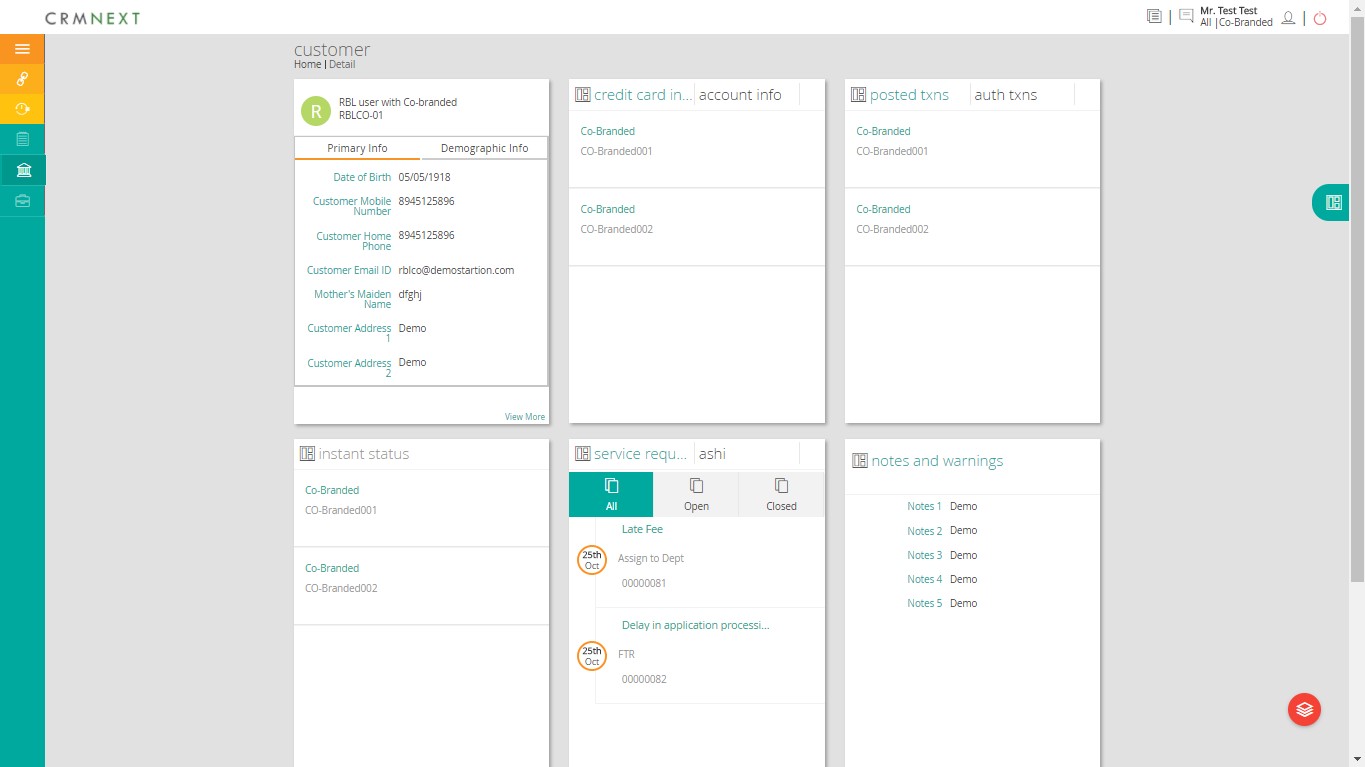 CRMNEXT
Mr. Test Test
All |Co-Branded
customer
Home | Detail
R
RBL user with Co-branded
RBLCO-01
Primary Info
Demographic Info
Date of Birth 05/05/1918
Customer Mobile Number 8945125896
Customer Home Phone 8945125896
Customer Email ID rblco@demostartion.com
Mother's Maiden Name dfghj
Customer Address 1 Demo
Customer Address 2 Demo
View More
credit card in... account info
Co-Branded
CO-Branded001
Co-Branded
CO-Branded002
posted txns auth txns
Co-Branded
CO-Branded001
Co-Branded
CO-Branded002
instant status
Co-Branded
CO-Branded001
Co-Branded
CO-Branded002
service requ... ashi
All
Open
Closed
Late Fee
25th
Oct
Assign to Dept
00000081
Delay in application processi...
25th
Oct
FTR
00000082
notes and warnings
Notes 1 Demo
Notes 2 Demo
Notes 3 Demo
Notes 4 Demo
Notes 5 Demo